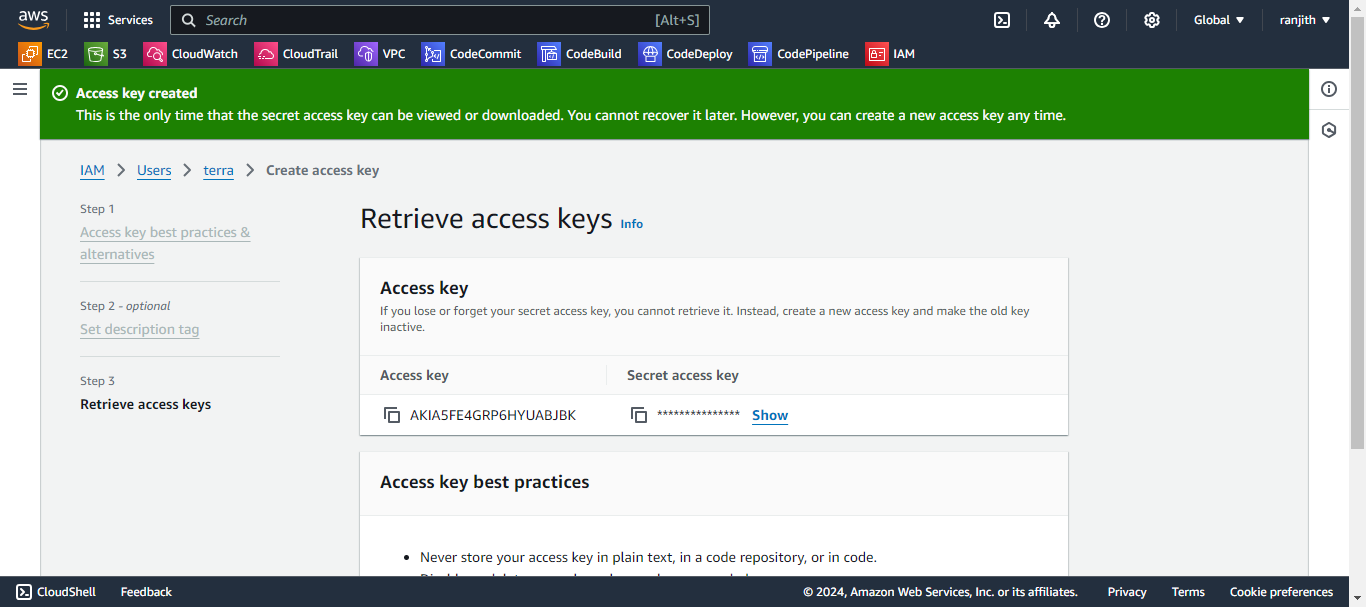 aws
Services
Search [Alt+S]
Global ▼
ranjith ▼
EC2
S3
CloudWatch
CloudTrail
VPC
CodeCommit
CodeBuild
CodeDeploy
CodePipeline
IAM
Access key created
This is the only time that the secret access key can be viewed or downloaded. You cannot recover it later. However, you can create a new access key any time.
IAM > Users > terra > Create access key
Step 1
Access key best practices &
alternatives
Step 2 - optional
Set description tag
Step 3
Retrieve access keys
Retrieve access keys Info
Access key
If you lose or forget your secret access key, you cannot retrieve it. Instead, create a new access key and make the old key
inactive.
Access key
Secret access key
AKIA5FE4GRP6HYUABJBK
*************** Show
Access key best practices
• Never store your access key in plain text, in a code repository, or in code.
CloudShell
Feedback
© 2024, Amazon Web Services, Inc. or its affiliates.
Privacy
Terms
Cookie preferences